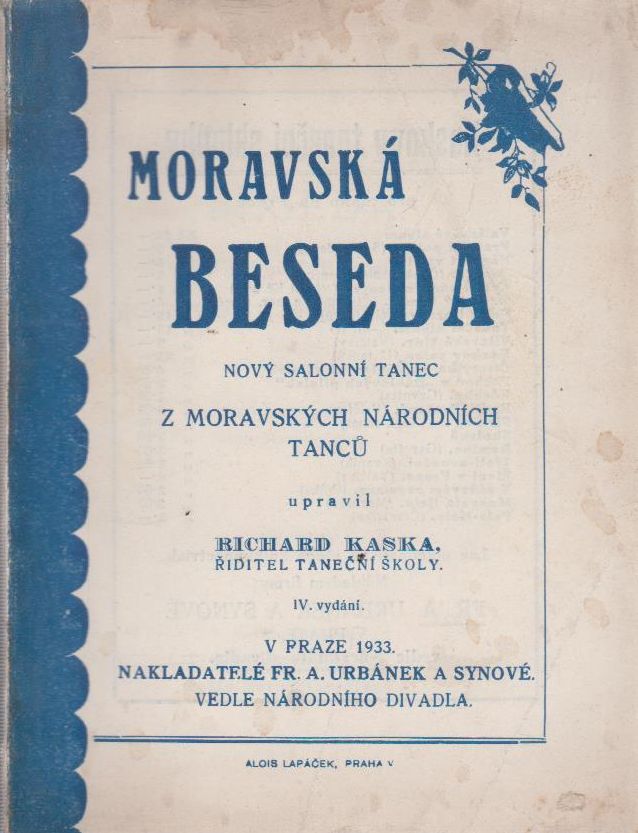 MORAVSKÁ
BESEDA
NOVÝ SALONNÍ TANEC
Z MORAVSKÝCH NÁRODNÍCH
TANCŮ
upravil
RICHARD KASKA,
ŘIDITEL TANEČNÍ ŠKOLY.
IV. vydání.
V PRAZE 1933.
NAKLADATELÉ FR. A. URBÁNEK A SYNOVÉ.
VEDLE NÁRODNÍHO DIVADLA.
ALOIS LAPÁČEK, PRAHA V